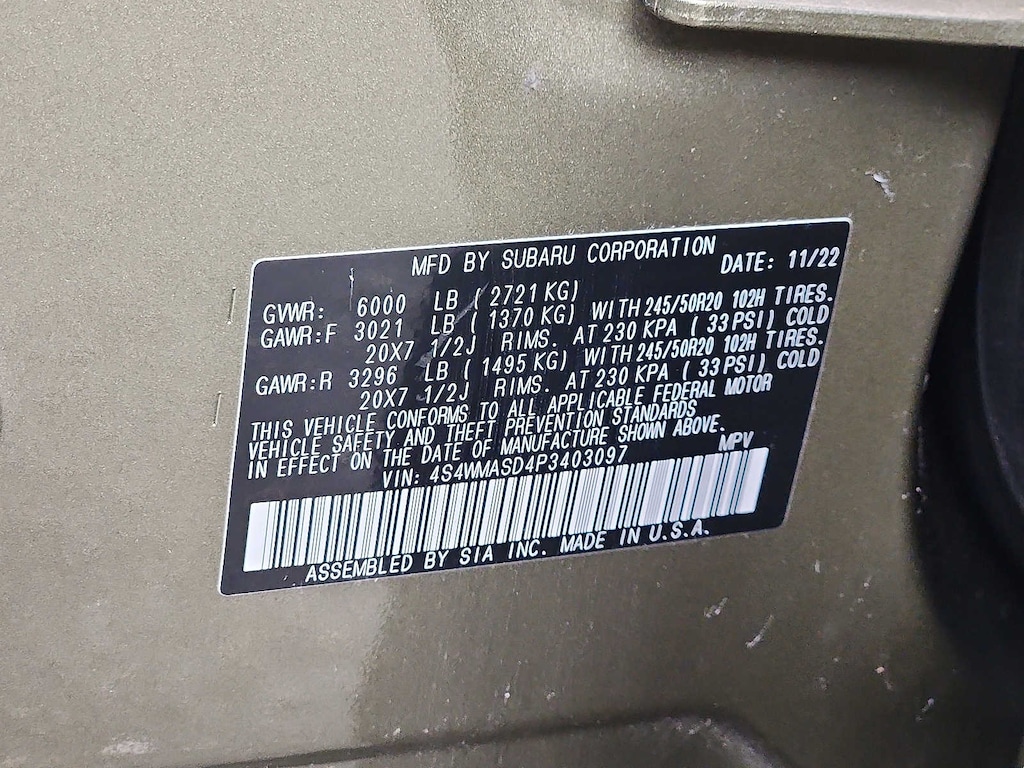 MFD BY SUBARU CORPORATION DATE: 11/22
GVWR: 6000 LB ( 2721 KG)
GAWR:F 3021 LB ( 1370 KG) WITH 245/50R20 102H TIRES.
20X7 1/2J RIMS. AT 230 KPA ( 33 PSI) COLD
GAWR:R 3296 LB ( 1495 KG) WITH 245/50R20 102H TIRES.
20X7 1/2J RIMS. AT 230 KPA ( 33 PSI) COLD
THIS VEHICLE CONFORMS TO ALL APPLICABLE FEDERAL MOTOR
VEHICLE SAFETY AND THEFT PREVENTION STANDARDS
IN EFFECT ON THE DATE OF MANUFACTURE SHOWN ABOVE.
VIN: 4S4WMASD4P3403097 MPV
ASSEMBLED BY SIA INC. MADE IN U.S.A.